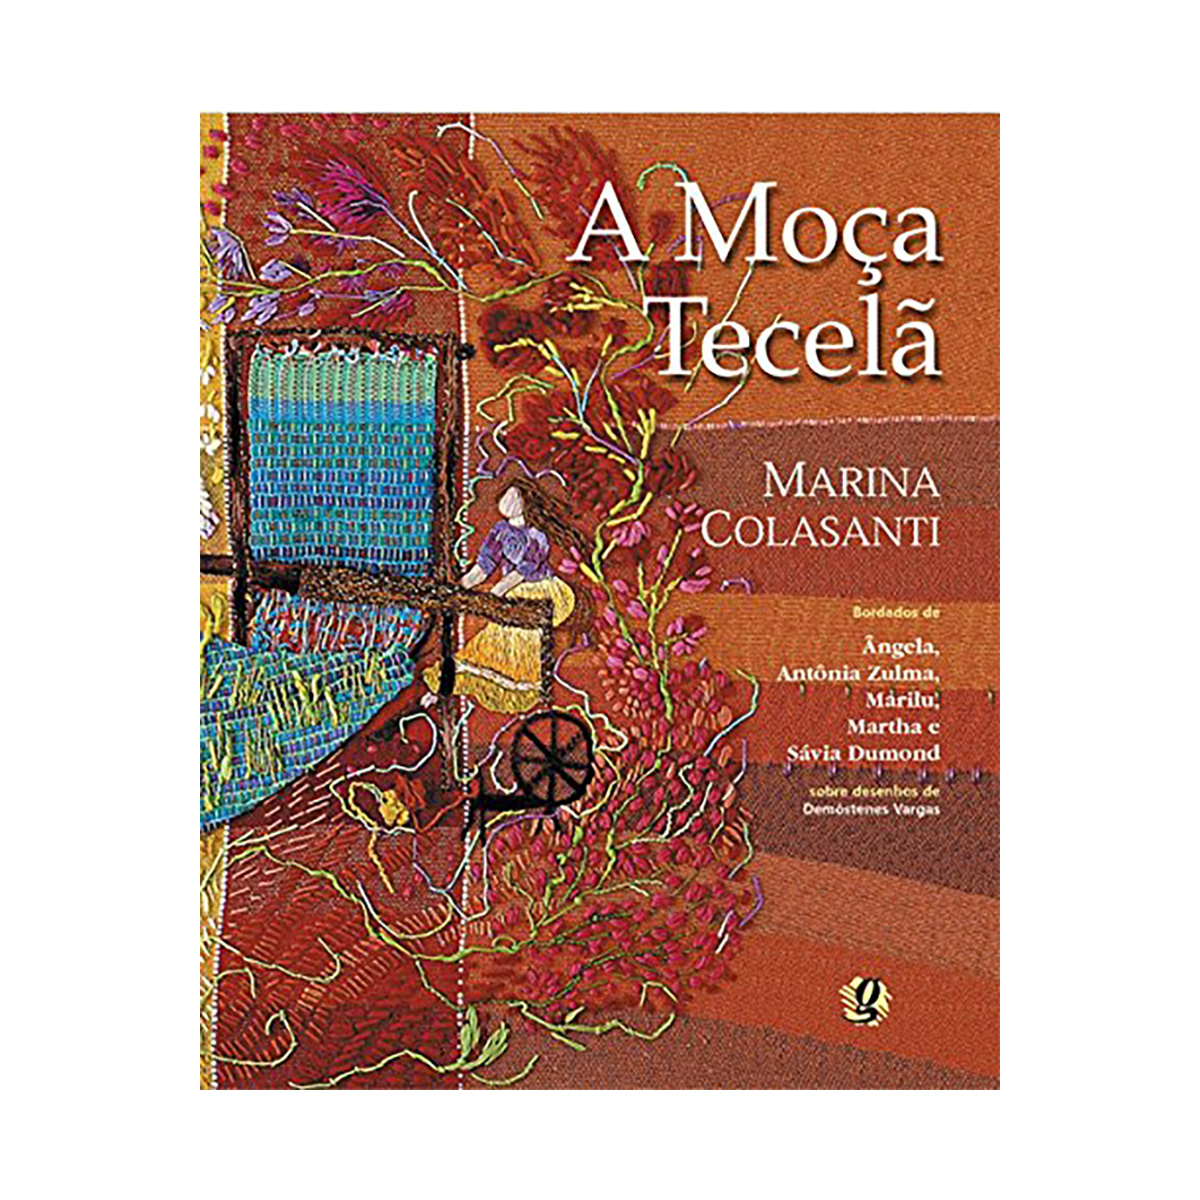 A Moça
Tecelã
Marina
Colasanti
Bordados de
Ângela,
Antônia Zulma,
Marilu,
Martha e
Sávia Dumond
sobre desenhos de
Demóstenes Vargas
g